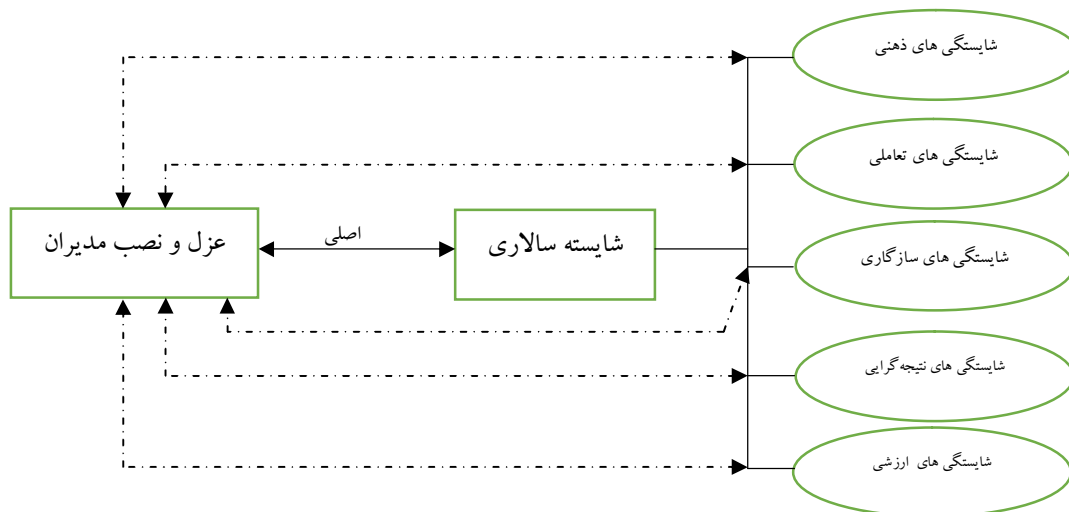 شایستگی های ذهنی
شایستگی های تعاملی
عزل و نصب مدیران
اصلی
شایسته سالاری
شایستگی های سازگاری
شایستگی های نتیجه‌گرایی
شایستگی های ارزشی